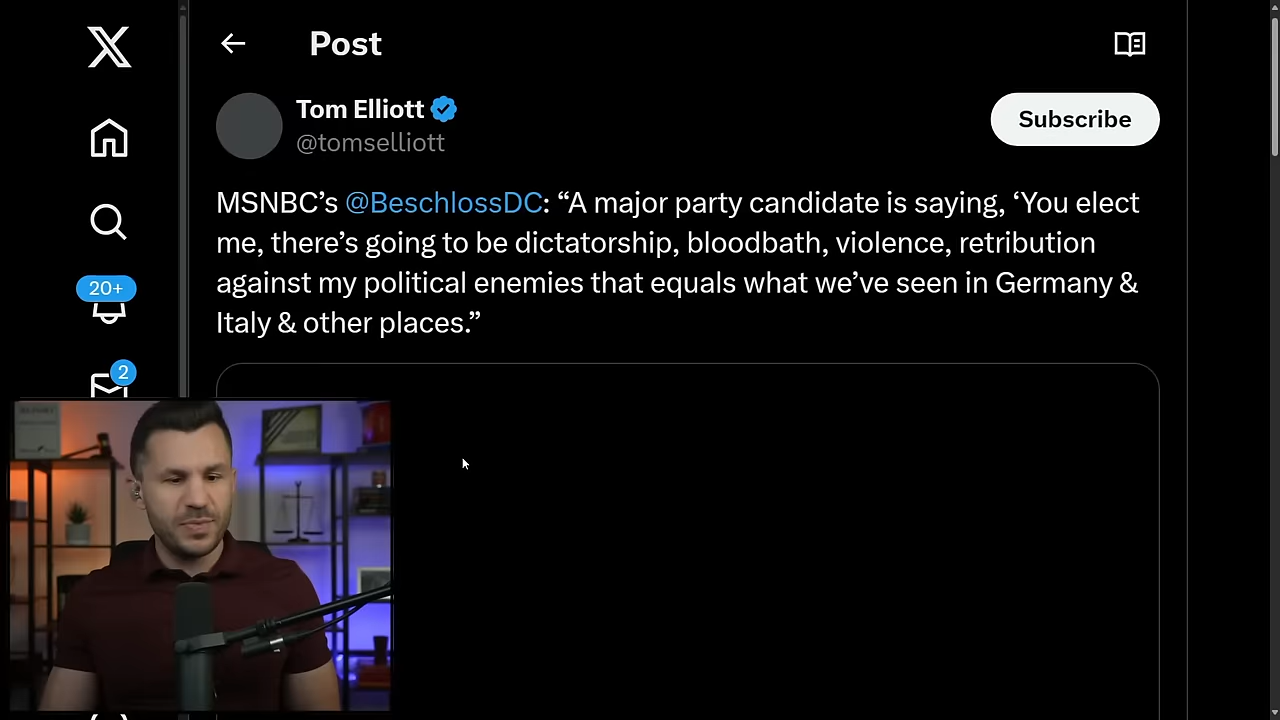 Post
Tom Elliott
@tomselliott
Subscribe
MSNBC’s @BeschlossDC: “A major party candidate is saying, ‘You elect
me, there’s going to be dictatorship, bloodbath, violence, retribution
against my political enemies that equals what we’ve seen in Germany &
Italy & other places.”
20+
2